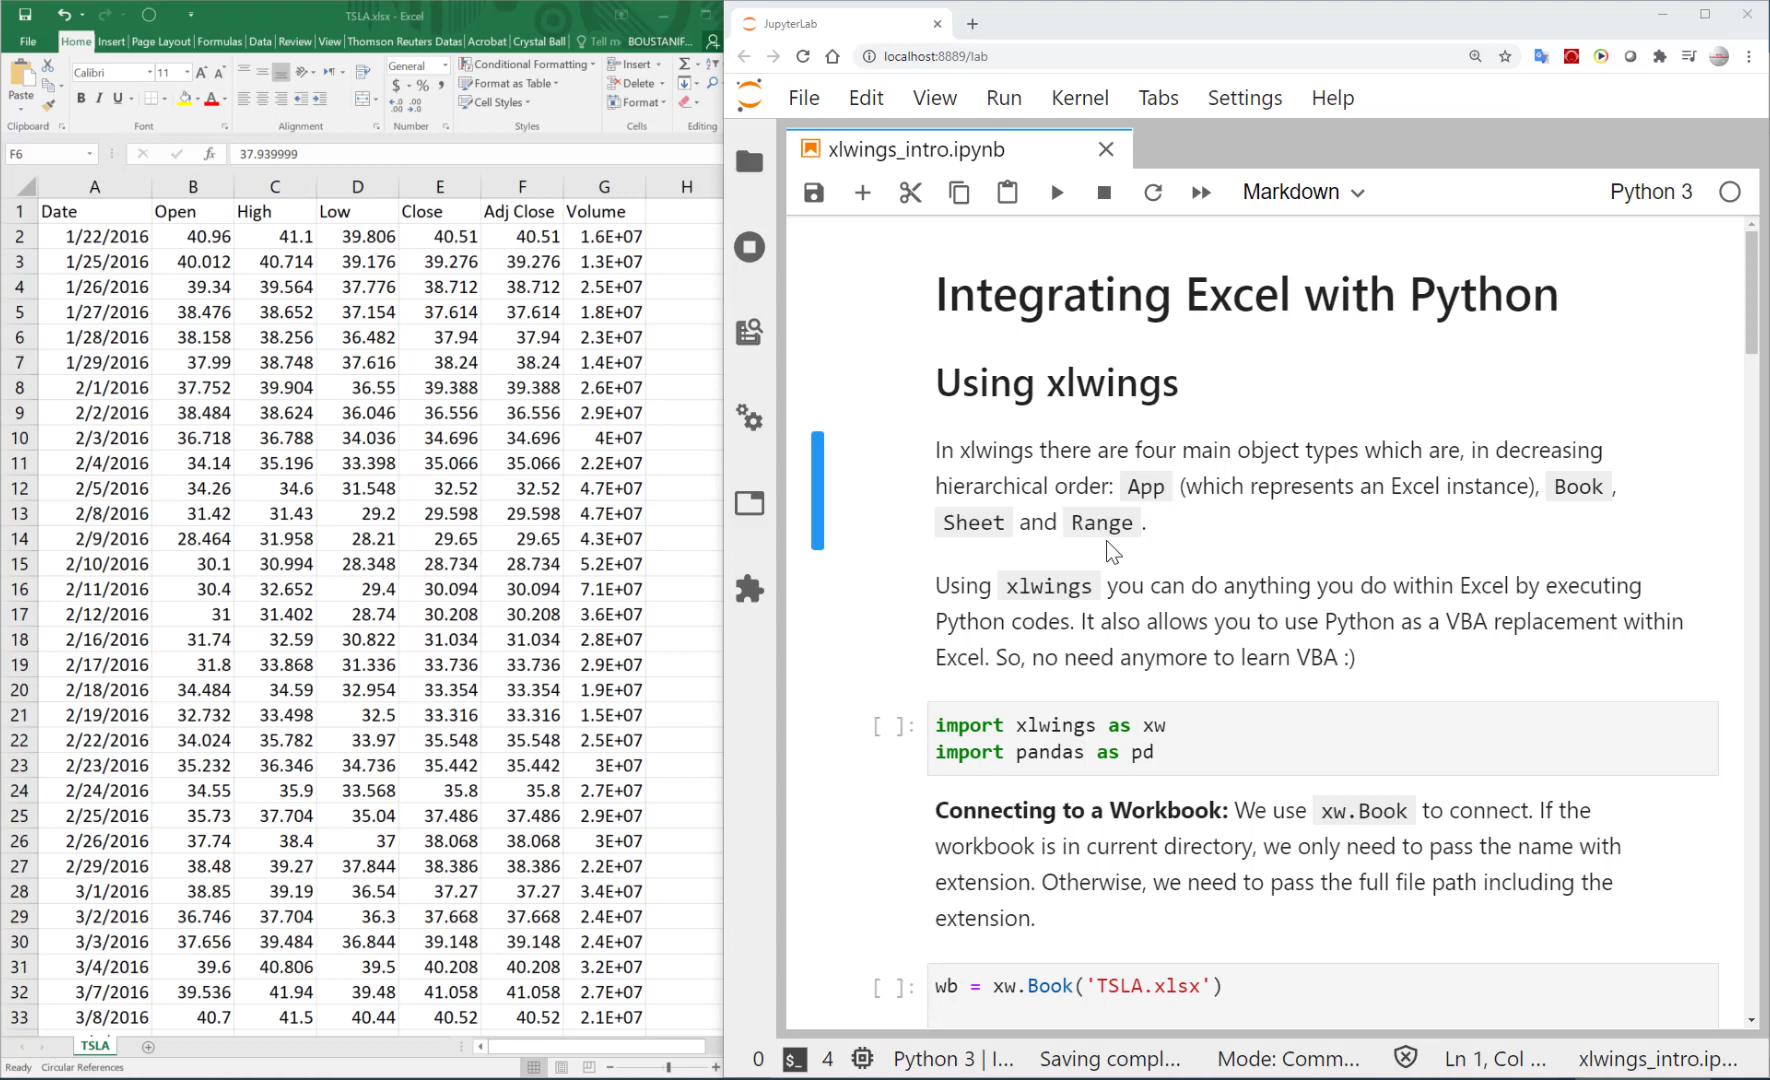 TSLA.xlsx - Excel
File Home Insert Page Layout Formulas Data Review View Thomson Reuters Datas Acrobat Crystal Ball Tell m BOUSTANIF...
Calibri 11 General Conditional Formatting Insert
Paste B I U $ % Format as Table Delete
Cell Styles Format
Clipboard Font Alignment Number Styles Cells Editing
F6 fx 37.939999
A B C D E F G H
1 Date Open High Low Close Adj Close Volume
2 1/22/2016 40.96 41.1 39.806 40.51 40.51 1.6E+07
3 1/25/2016 40.012 40.714 39.176 39.276 39.276 1.3E+07
4 1/26/2016 39.34 39.564 37.776 38.712 38.712 2.5E+07
5 1/27/2016 38.476 38.652 37.154 37.614 37.614 1.8E+07
6 1/28/2016 38.158 38.256 36.482 37.94 37.94 2.3E+07
7 1/29/2016 37.99 38.748 37.616 38.24 38.24 1.4E+07
8 2/1/2016 37.752 39.904 36.55 39.388 39.388 2.6E+07
9 2/2/2016 38.484 38.624 36.046 36.556 36.556 2.9E+07
10 2/3/2016 36.718 36.788 34.036 34.696 34.696 4E+07
11 2/4/2016 34.14 35.196 33.398 35.066 35.066 2.2E+07
12 2/5/2016 34.26 34.6 31.548 32.52 32.52 4.7E+07
13 2/8/2016 31.42 31.43 29.2 29.598 29.598 4.7E+07
14 2/9/2016 28.464 31.958 28.21 29.65 29.65 4.3E+07
15 2/10/2016 30.1 30.994 28.348 28.734 28.734 5.2E+07
16 2/11/2016 30.4 32.652 29.4 30.094 30.094 7.1E+07
17 2/12/2016 31 31.402 28.74 30.208 30.208 3.6E+07
18 2/16/2016 31.74 32.59 30.822 31.034 31.034 2.8E+07
19 2/17/2016 31.8 33.868 31.336 33.736 33.736 2.9E+07
20 2/18/2016 34.484 34.59 32.954 33.354 33.354 1.9E+07
21 2/19/2016 32.732 33.498 32.5 33.316 33.316 1.5E+07
22 2/22/2016 34.024 35.782 33.97 35.548 35.548 2.5E+07
23 2/23/2016 35.232 36.346 34.736 35.442 35.442 3E+07
24 2/24/2016 34.55 35.9 33.568 35.8 35.8 2.7E+07
25 2/25/2016 35.73 37.704 35.04 37.486 37.486 2.9E+07
26 2/26/2016 37.74 38.4 37 38.068 38.068 3E+07
27 2/29/2016 38.48 39.27 37.844 38.386 38.386 2.2E+07
28 3/1/2016 38.85 39.19 36.54 37.27 37.27 3.4E+07
29 3/2/2016 36.746 37.704 36.3 37.668 37.668 2.4E+07
30 3/3/2016 37.656 39.484 36.844 39.148 39.148 2.4E+07
31 3/4/2016 39.6 40.806 39.5 40.208 40.208 3.2E+07
32 3/7/2016 39.536 41.94 39.48 41.058 41.058 2.7E+07
33 3/8/2016 40.7 41.5 40.44 40.52 40.52 2.1E+07
TSLA
Ready Circular References
JupyterLab
localhost:8889/lab
File Edit View Run Kernel Tabs Settings Help
xlwings_intro.ipynb
Markdown Python 3
Integrating Excel with Python
Using xlwings
In xlwings there are four main object types which are, in decreasing
hierarchical order: App (which represents an Excel instance), Book ,
Sheet and Range .
Using xlwings you can do anything you do within Excel by executing
Python codes. It also allows you to use Python as a VBA replacement within
Excel. So, no need anymore to learn VBA :)
[ ]: import xlwings as xw
import pandas as pd
Connecting to a Workbook: We use xw.Book to connect. If the
workbook is in current directory, we only need to pass the name with
extension. Otherwise, we need to pass the full file path including the
extension.
[ ]: wb = xw.Book('TSLA.xlsx')
0 4 Python 3 | I... Saving compl... Mode: Comm... Ln 1, Col ... xlwings_intro.ip...